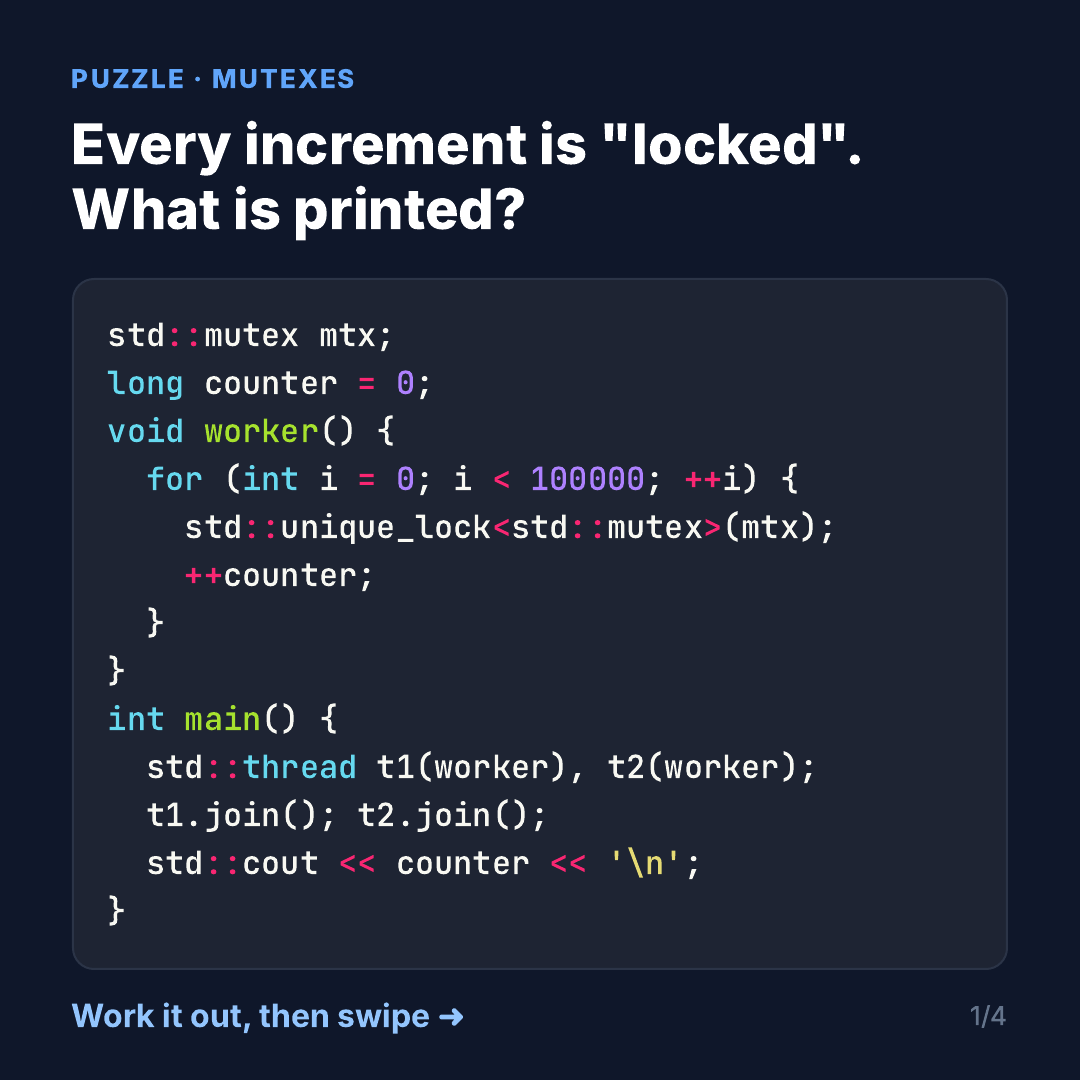 PUZZLE · MUTEXES
Every increment is "locked".
What is printed?
std::mutex mtx;
long counter = 0;
void worker() {
  for (int i = 0; i < 100000; ++i) {
    std::unique_lock<std::mutex>(mtx);
    ++counter;
  }
}
int main() {
  std::thread t1(worker), t2(worker);
  t1.join(); t2.join();
  std::cout << counter << '\n';
}
Work it out, then swipe ➜
1/4